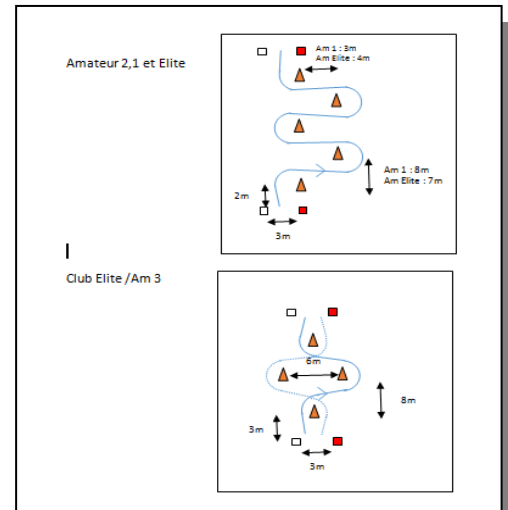 Amateur 2,1 et Elite
Am 1 : 3m
Am Elite : 4m
Am 1 : 8m
Am Elite : 7m
2m
3m
Club Elite /Am 3
6m
8m
3m
3m